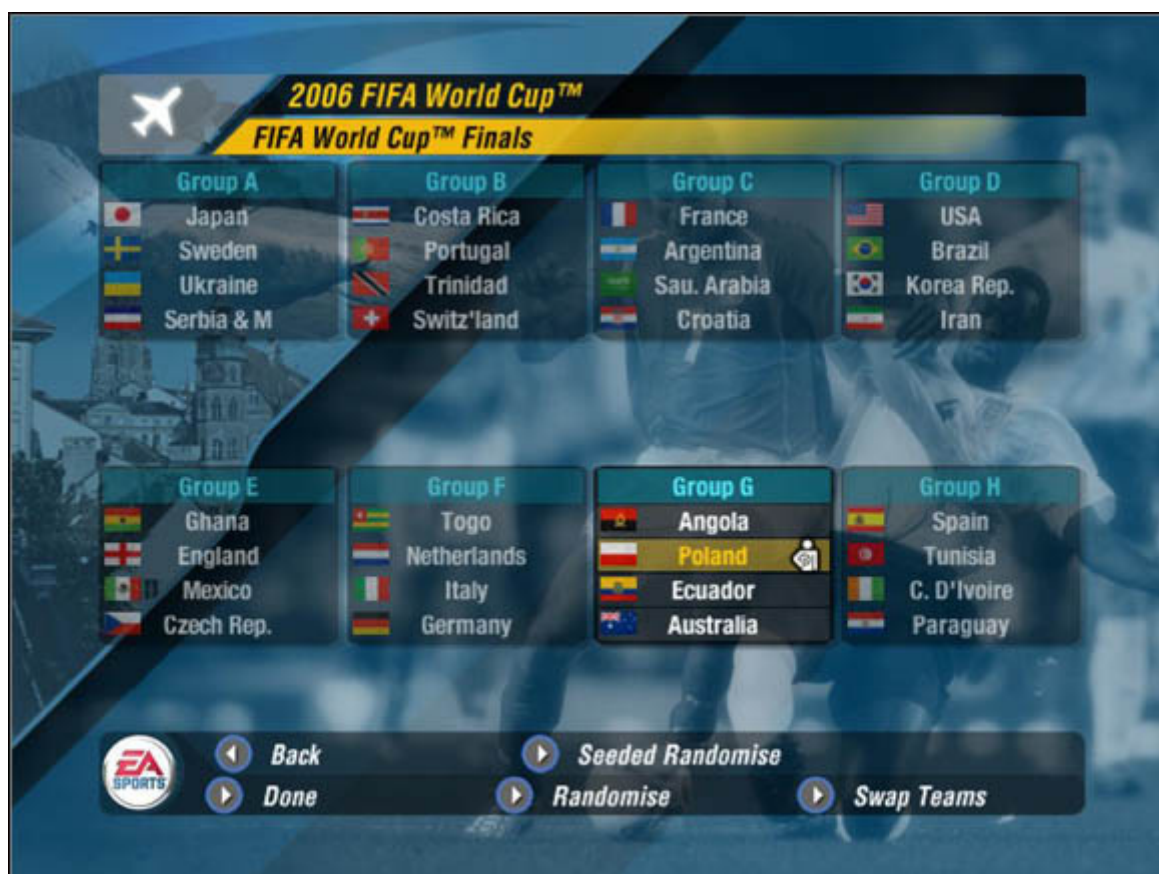 2006 FIFA World Cup™
FIFA World Cup™ Finals
Group A
Japan
Sweden
Ukraine
Serbia & M
Group B
Costa Rica
Portugal
Trinidad
Switz'land
Group C
France
Argentina
Sau. Arabia
Croatia
Group D
USA
Brazil
Korea Rep.
Iran
Group E
Ghana
England
Mexico
Czech Rep.
Group F
Togo
Netherlands
Italy
Germany
Group G
Angola
Poland
Ecuador
Australia
Group H
Spain
Tunisia
C. D'Ivoire
Paraguay
EA
SPORTS
Back
Seeded Randomise
Done
Randomise
Swap Teams